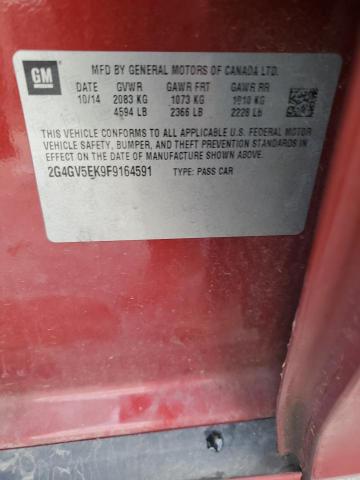 GM
MFD BY GENERAL MOTORS OF CANADA LTD.
DATE GVWR GAWR FRT GAWR RR
10/14 2083 KG 1073 KG 1010 KG
4594 LB 2366 LB 2228 LB
THIS VEHICLE CONFORMS TO ALL APPLICABLE U.S. FEDERAL MOTOR
VEHICLE SAFETY, BUMPER, AND THEFT PREVENTION STANDARDS IN
EFFECT ON THE DATE OF MANUFACTURE SHOWN ABOVE.
2G4GV5EK9F9164591 TYPE: PASS CAR